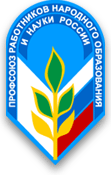 ПРОФСОЮЗ РАБОТНИКОВ НАРОДНОГО ОБРАЗОВАНИЯ
И НАУКИ РОССИИ